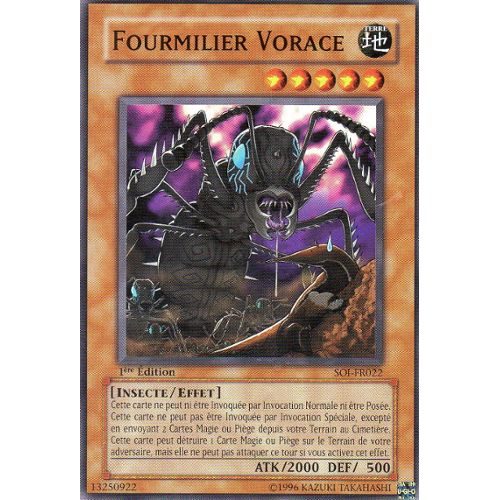 Fourmilier Vorace
TERRE
地
1ère Édition
SOI-FR022
[Insecte/Effet]
Cette carte ne peut ni être Invoquée par Invocation Normale ni être Posée.
Cette carte ne peut pas être Invoquée par Invocation Spéciale, excepté
en envoyant 2 Cartes Magie ou Piège depuis votre Terrain au Cimetière.
Cette carte peut détruire 1 Carte Magie ou Piège sur le Terrain de votre
adversaire, mais elle ne peut pas attaquer ce tour si vous activez cet effet.
ATK/2000 DEF/ 500
13250922
©1996 KAZUKI TAKAHASHI